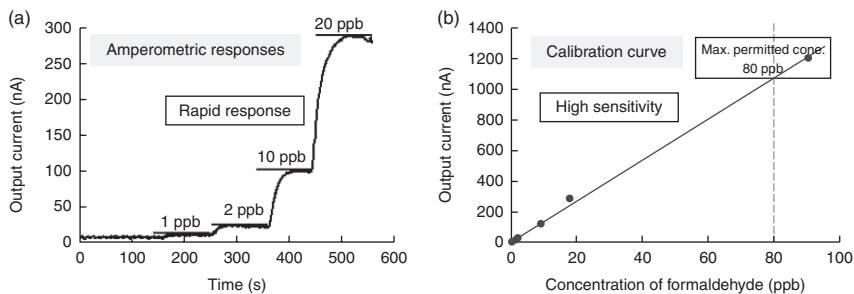 (a)
Amperometric responses
Rapid response
1 ppb
2 ppb
10 ppb
20 ppb
Output current (nA)
300
250
200
150
100
50
0
0 100 200 300 400 500 600
Time (s)
(b)
Calibration curve
High sensitivity
Max. permitted conc.
80 ppb
Output current (nA)
1400
1200
1000
800
600
400
200
0
0 20 40 60 80 100
Concentration of formaldehyde (ppb)